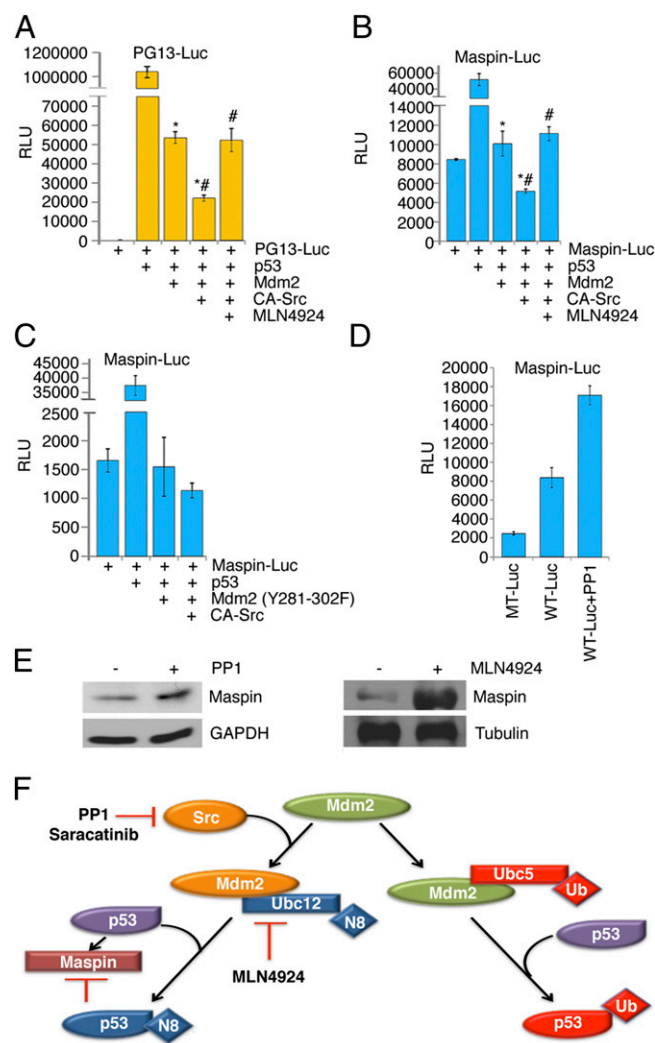 A
PG13-Luc
RLU
1200000
1000000
70000
60000
50000
40000
30000
20000
10000
0
* *# #
+ + + + + PG13-Luc
+ + + + p53
+ + + Mdm2
+ + CA-Src
+ MLN4924
B
Maspin-Luc
RLU
60000
40000
20000
14000
12000
10000
8000
6000
4000
2000
0
* *# #
+ + + + + Maspin-Luc
+ + + + p53
+ + + Mdm2
+ + CA-Src
+ MLN4924
C
Maspin-Luc
RLU
45000
40000
35000
2500
2000
1500
1000
500
0
+ + + + Maspin-Luc
+ + + p53
+ + Mdm2 (Y281-302F)
+ CA-Src
D
Maspin-Luc
RLU
20000
18000
16000
14000
12000
10000
8000
6000
4000
2000
0
MT-Luc
WT-Luc
WT-Luc+PP1
E
- + PP1
Maspin
GAPDH
- + MLN4924
Maspin
Tubulin
F
PP1
Saracatinib
Src
Mdm2
Mdm2
Ubc12
N8
Mdm2
Ubc5
Ub
p53
Maspin
MLN4924
p53
p53 N8
p53 Ub